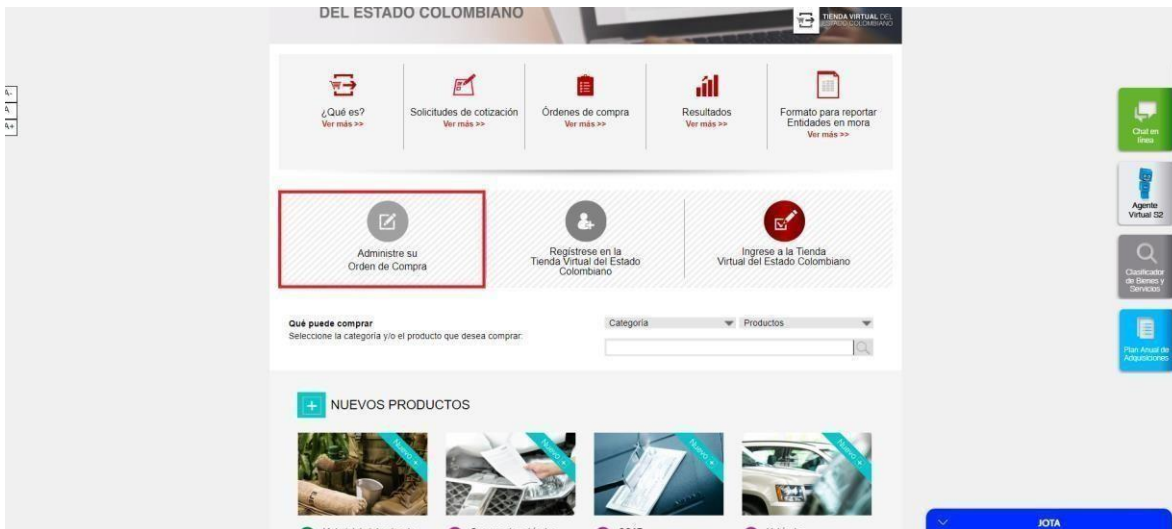 DEL ESTADO COLOMBIANO
TIENDA VIRTUAL DEL
ESTADO COLOMBIANO
A-
A
A+
¿Qué es?
Ver más >>
Solicitudes de cotización
Ver más >>
Órdenes de compra
Ver más >>
Resultados
Ver más >>
Formato para reportar
Entidades en mora
Ver más >>
Chat en
línea
Agente
Virtual S2
Clasificador
de Bienes y
Servicios
Plan Anual de
Adquisiciones
Administre su
Orden de Compra
Regístrese en la
Tienda Virtual del Estado
Colombiano
Ingrese a la Tienda
Virtual del Estado Colombiano
Qué puede comprar
Seleccione la categoría y/o el producto que desea comprar:
Categoría
Productos
NUEVOS PRODUCTOS
Nuevo +
Nuevo +
Nuevo +
Nuevo +
JOTA